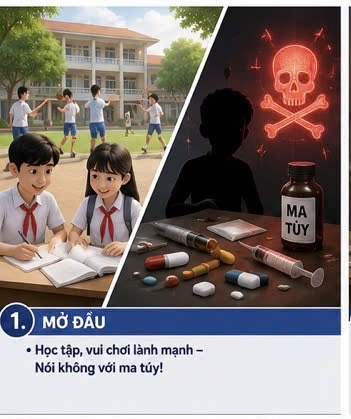 MA
TÚY
1. MỞ ĐẦU
• Học tập, vui chơi lành mạnh –
Nói không với ma túy!